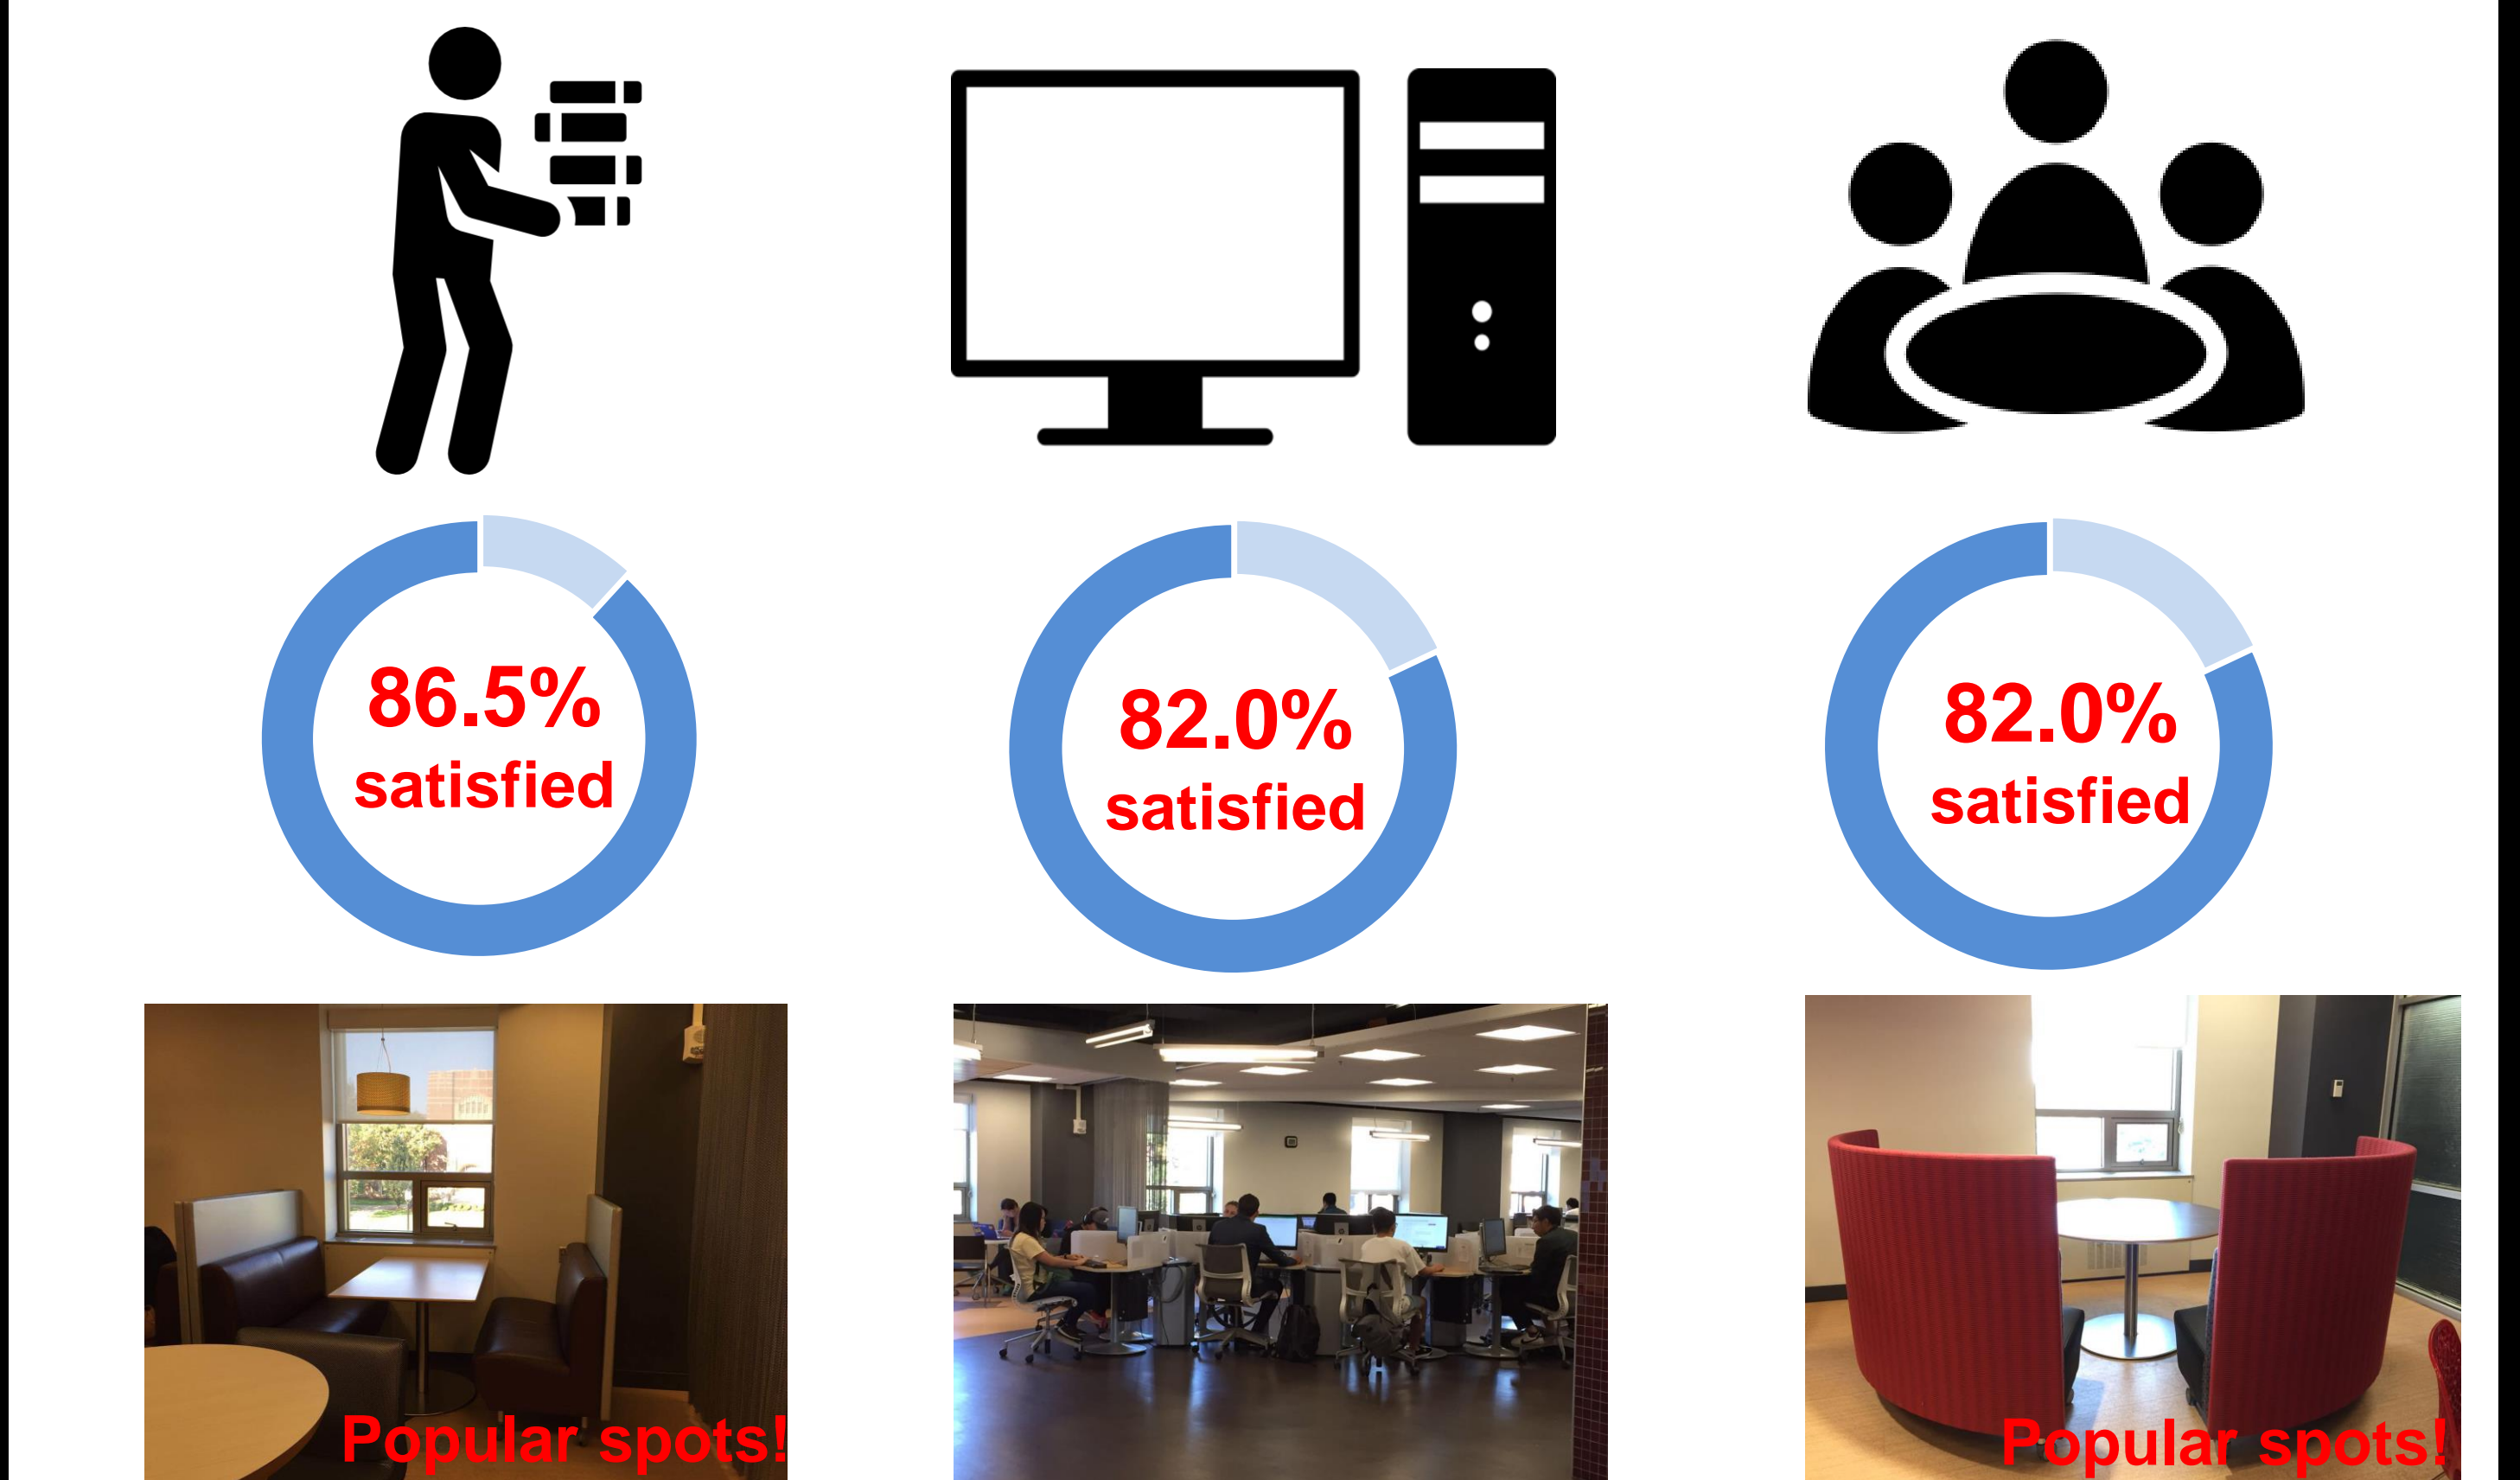 86.5%
satisfied
82.0%
satisfied
82.0%
satisfied
Popular spots!
Popular spots!